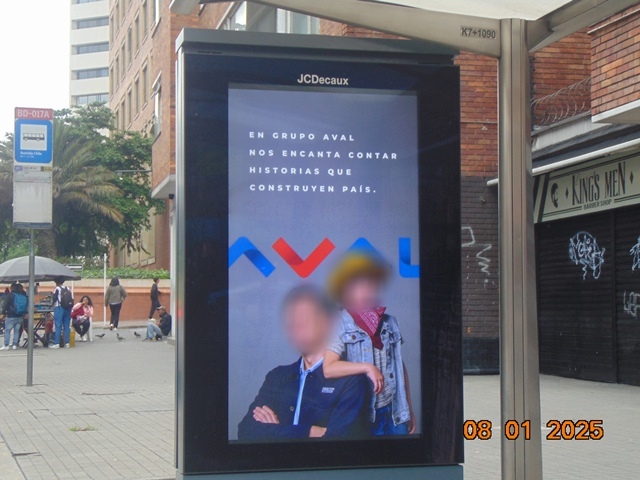 K7+1090
JCDecaux
BD-017A
EN GRUPO AVAL
NOS ENCANTA CONTAR
HISTORIAS QUE
CONSTRUYEN PAÍS.
AVAL
KING'S MEN
BARBER SHOP
08 01 2025